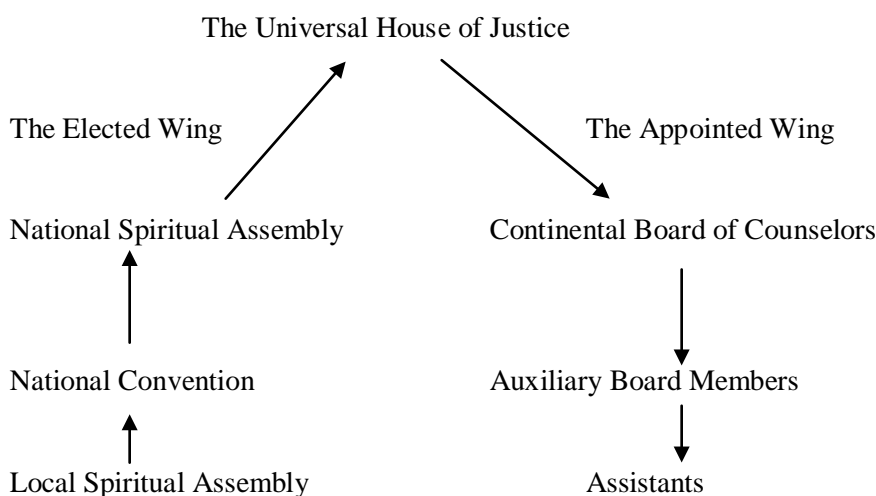 The Universal House of Justice
The Elected Wing
The Appointed Wing
National Spiritual Assembly
Continental Board of Counselors
National Convention
Auxiliary Board Members
Local Spiritual Assembly
Assistants